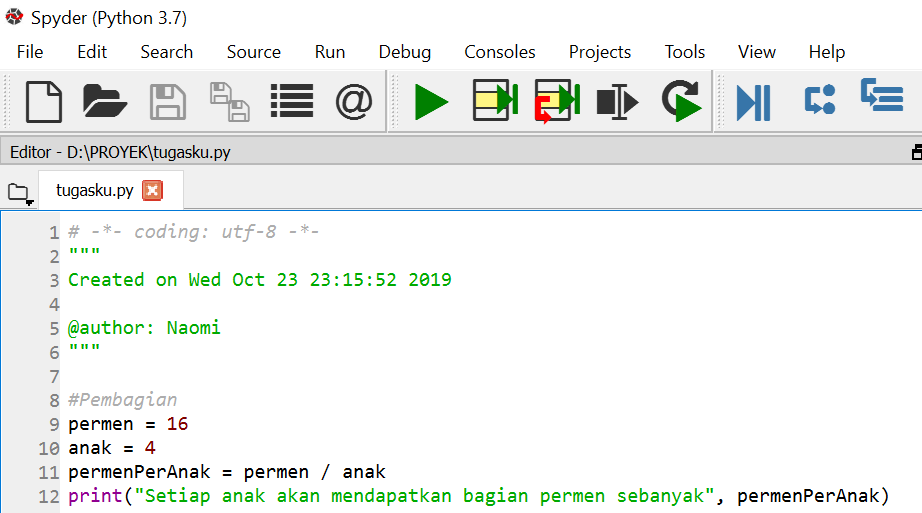 Spyder (Python 3.7)
File Edit Search Source Run Debug Consoles Projects Tools View Help
@
Editor - D:\PROYEK\tugasku.py
tugasku.py
1 # -*- coding: utf-8 -*-
2 """
3 Created on Wed Oct 23 23:15:52 2019
4
5 @author: Naomi
6 """
7
8 #Pembagian
9 permen = 16
10 anak = 4
11 permenPerAnak = permen / anak
12 print("Setiap anak akan mendapatkan bagian permen sebanyak", permenPerAnak)